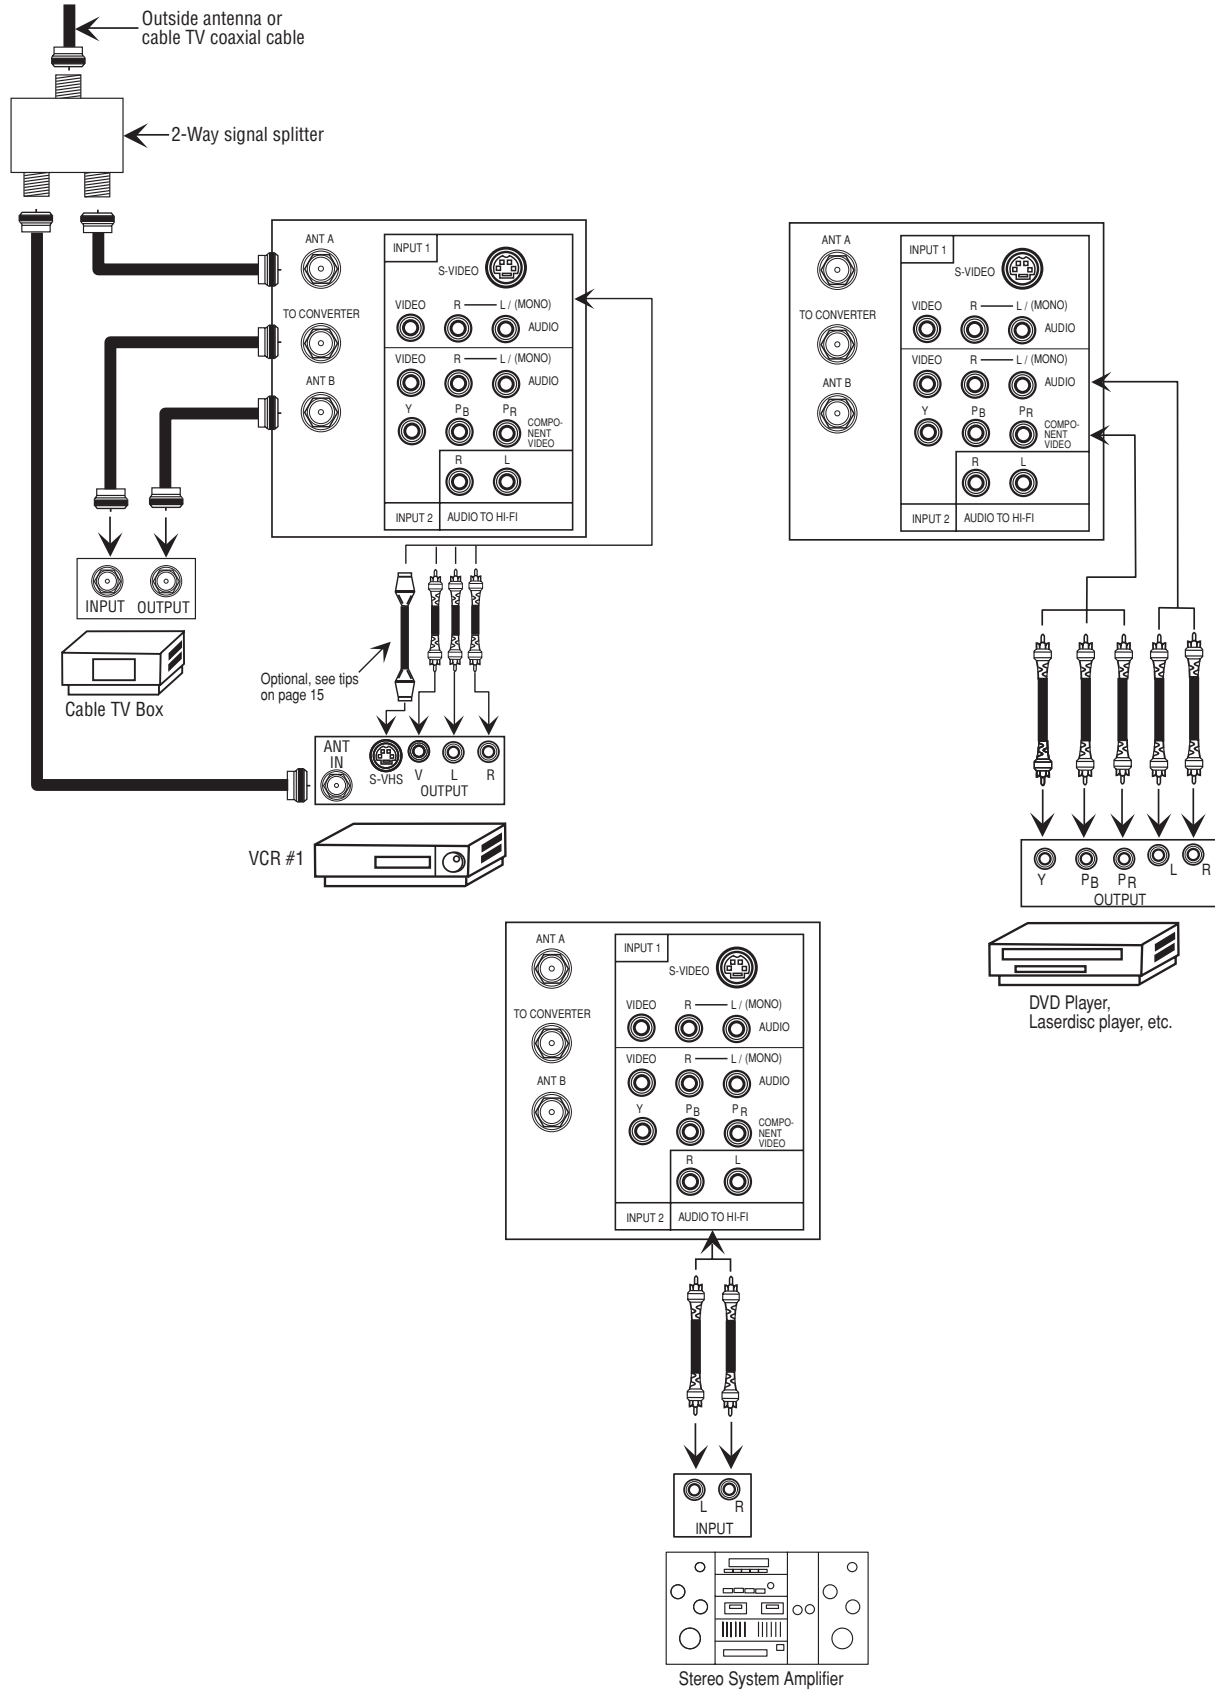 Outside antenna or
cable TV coaxial cable
2-Way signal splitter
ANT A
TO CONVERTER
ANT B
INPUT 1
S-VIDEO
VIDEO R L / (MONO)
AUDIO
VIDEO R L / (MONO)
AUDIO
Y PB PR
COMPO-
NENT
VIDEO
R L
INPUT 2 AUDIO TO HI-FI
INPUT OUTPUT
Cable TV Box
Optional, see tips
on page 15
ANT
IN
S-VHS V L R
OUTPUT
VCR #1
ANT A
TO CONVERTER
ANT B
INPUT 1
S-VIDEO
VIDEO R L / (MONO)
AUDIO
VIDEO R L / (MONO)
AUDIO
Y PB PR
COMPO-
NENT
VIDEO
R L
INPUT 2 AUDIO TO HI-FI
Y PB PR L R
OUTPUT
DVD Player,
Laserdisc player, etc.
ANT A
TO CONVERTER
ANT B
INPUT 1
S-VIDEO
VIDEO R L / (MONO)
AUDIO
VIDEO R L / (MONO)
AUDIO
Y PB PR
COMPO-
NENT
VIDEO
R L
INPUT 2 AUDIO TO HI-FI
L R
INPUT
Stereo System Amplifier